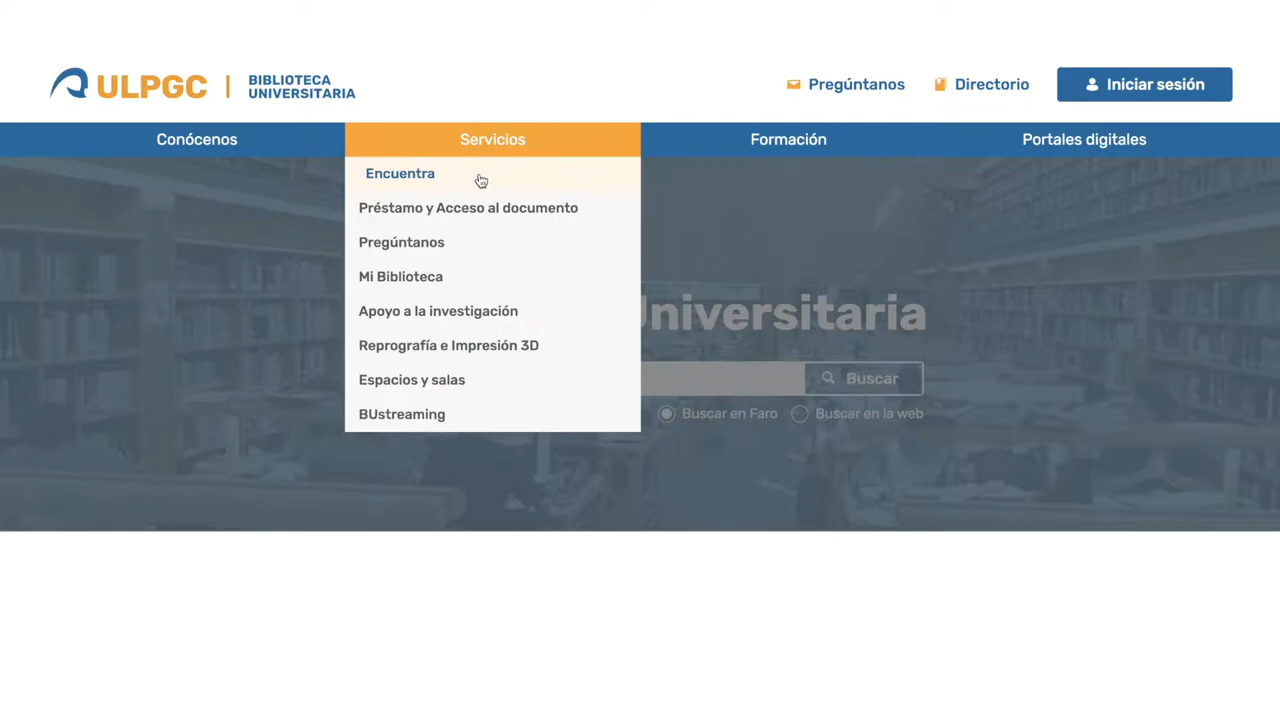 ULPGC | BIBLIOTECA UNIVERSITARIA
Pregúntanos
Directorio
Iniciar sesión
Conócenos
Servicios
Formación
Portales digitales
Encuentra
Préstamo y Acceso al documento
Pregúntanos
Mi Biblioteca
Apoyo a la investigación
Reprografía e Impresión 3D
Espacios y salas
BUstreaming
Universitaria
Buscar
Buscar en Faro
Buscar en la web